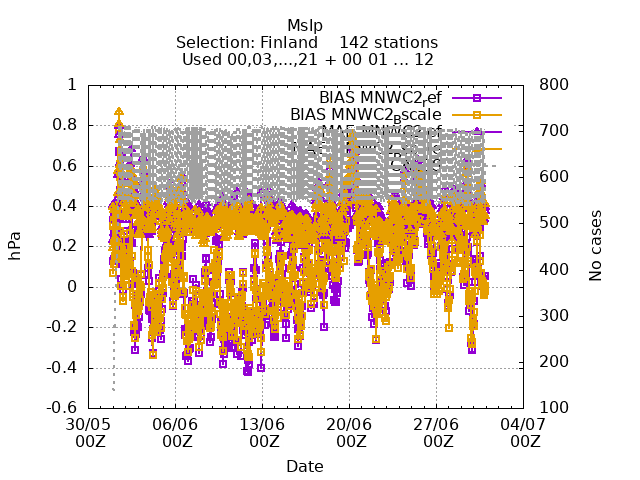 Mslp
Selection: Finland    142 stations
Used 00,03,...,21 + 00 01 ... 12
1
0.8
0.6
0.4
0.2
0
-0.2
-0.4
-0.6
hPa
800
700
600
500
400
300
200
100
No cases
BIAS MNWC2ref
BIAS MNWC2Bscale
30/05 00Z
06/06 00Z
13/06 00Z
20/06 00Z
27/06 00Z
04/07 00Z
Date